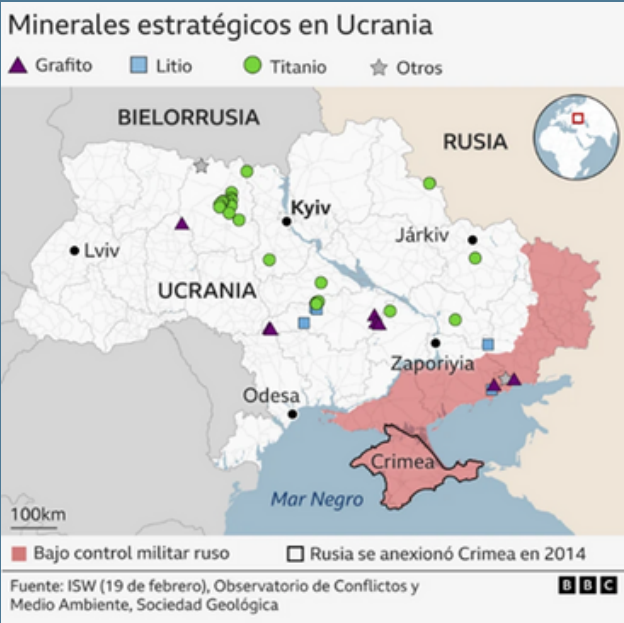 Minerales estratégicos en Ucrania
Grafito Litio Titanio Otros
BIELORRUSIA
RUSIA
Kyiv
Járkiv
Lviv
UCRANIA
Zaporiyia
Odesa
Crimea
Mar Negro
100km
Bajo control militar ruso Rusia se anexionó Crimea en 2014
Fuente: ISW (19 de febrero), Observatorio de Conflictos y
Medio Ambiente, Sociedad Geológica
BBC